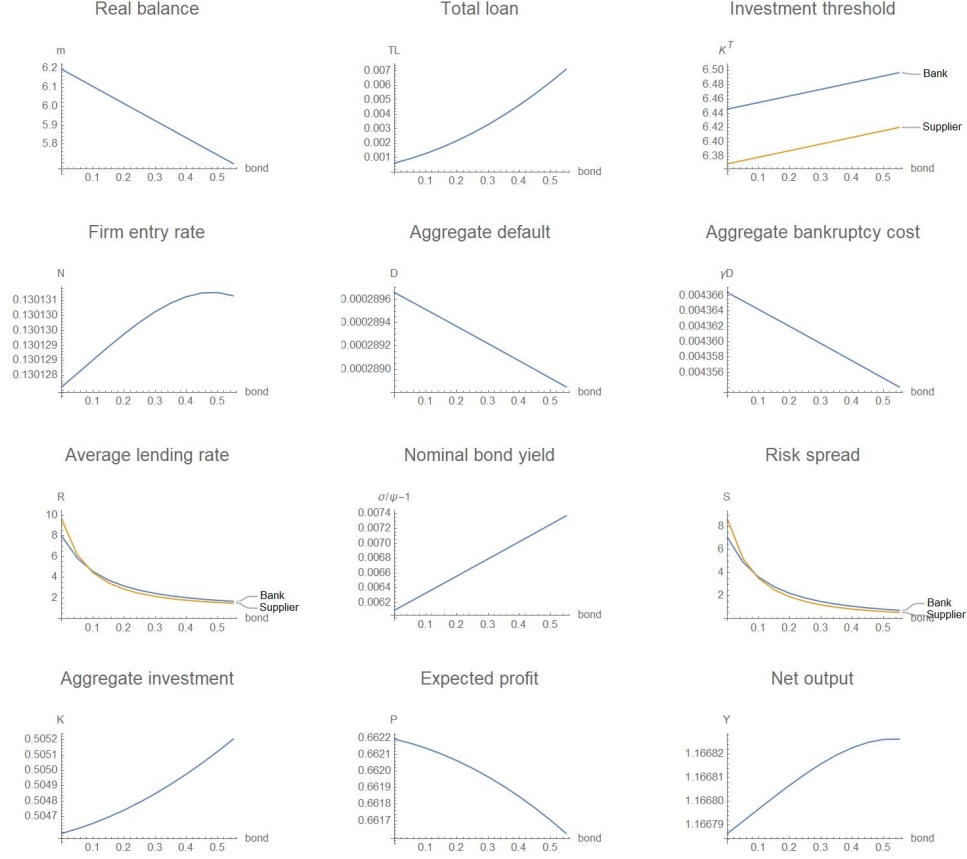 Real balance
Total loan
Investment threshold
m
6.2
6.1
6.0
5.9
5.8
0.1 0.2 0.3 0.4 0.5
bond
TL
0.007
0.006
0.005
0.004
0.003
0.002
0.001
0.1 0.2 0.3 0.4 0.5
bond
K^T
6.50
6.48
6.46
6.44
6.42
6.40
6.38
Bank
Supplier
0.1 0.2 0.3 0.4 0.5
bond
Firm entry rate
Aggregate default
Aggregate bankruptcy cost
N
0.130131
0.130130
0.130130
0.130129
0.130129
0.130128
0.1 0.2 0.3 0.4 0.5
bond
D
0.0002896
0.0002894
0.0002892
0.0002890
0.1 0.2 0.3 0.4 0.5
bond
γD
0.004366
0.004364
0.004362
0.004360
0.004358
0.004356
0.1 0.2 0.3 0.4 0.5
bond
Average lending rate
Nominal bond yield
Risk spread
R
10
8
6
4
2
Bank
Supplier
0.1 0.2 0.3 0.4 0.5
bond
σ/ψ−1
0.0074
0.0072
0.0070
0.0068
0.0066
0.0064
0.0062
0.1 0.2 0.3 0.4 0.5
bond
S
8
6
4
2
Bank
Supplier
0.1 0.2 0.3 0.4 0.5
bond
Aggregate investment
Expected profit
Net output
K
0.5052
0.5051
0.5050
0.5049
0.5048
0.5047
0.1 0.2 0.3 0.4 0.5
bond
P
0.6622
0.6621
0.6620
0.6619
0.6618
0.6617
0.1 0.2 0.3 0.4 0.5
bond
Y
1.16682
1.16681
1.16680
1.16679
0.1 0.2 0.3 0.4 0.5
bond